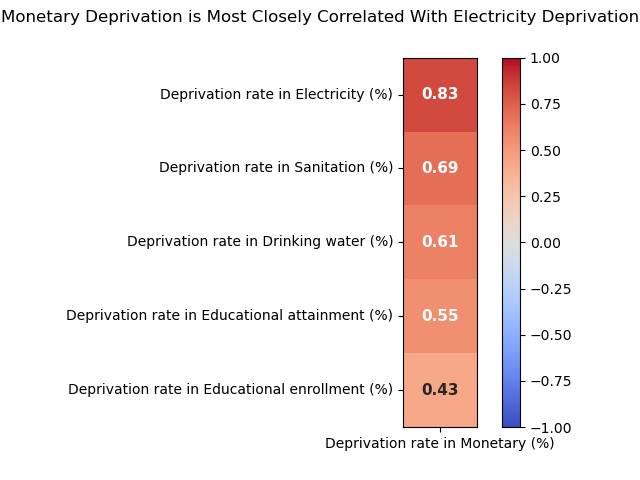 Monetary Deprivation is Most Closely Correlated With Electricity Deprivation
Deprivation rate in Electricity (%)
0.83
Deprivation rate in Sanitation (%)
0.69
Deprivation rate in Drinking water (%)
0.61
Deprivation rate in Educational attainment (%)
0.55
Deprivation rate in Educational enrollment (%)
0.43
Deprivation rate in Monetary (%)
1.00
0.75
0.50
0.25
0.00
−0.25
−0.50
−0.75
−1.00